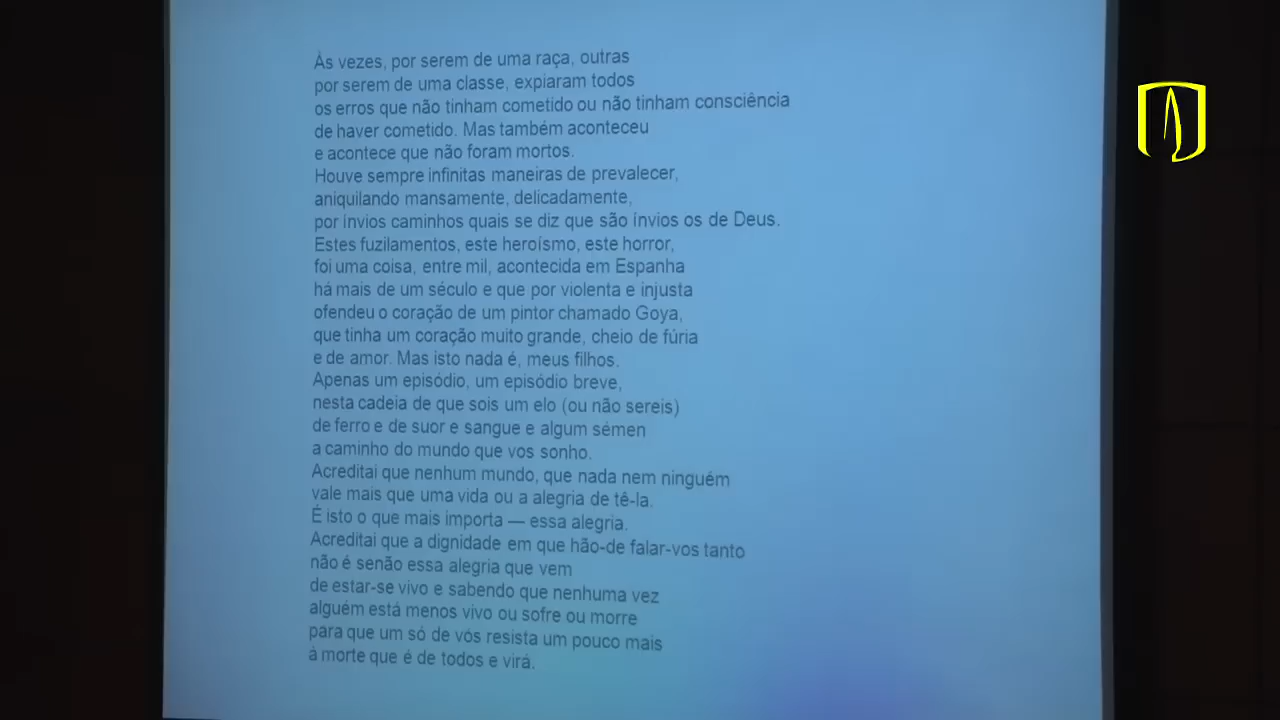 Às vezes, por serem de uma raça, outras
por serem de uma classe, expiaram todos
os erros que não tinham cometido ou não tinham consciência
de haver cometido. Mas também aconteceu
e acontece que não foram mortos.
Houve sempre infinitas maneiras de prevalecer,
aniquilando mansamente, delicadamente,
por ínvios caminhos quais se diz que são ínvios os de Deus.
Estes fuzilamentos, este heroísmo, este horror,
foi uma coisa, entre mil, acontecida em Espanha
há mais de um século e que por violenta e injusta
ofendeu o coração de um pintor chamado Goya,
que tinha um coração muito grande, cheio de fúria
e de amor. Mas isto nada é, meus filhos.
Apenas um episódio, um episódio breve,
nesta cadeia de que sois um elo (ou não sereis)
de ferro e de suor e sangue e algum sémen
a caminho do mundo que vos sonho.
Acreditai que nenhum mundo, que nada nem ninguém
vale mais que uma vida ou a alegria de tê-la.
É isto o que mais importa — essa alegria.
Acreditai que a dignidade em que hão-de falar-vos tanto
não é senão essa alegria que vem
de estar-se vivo e sabendo que nenhuma vez
alguém está menos vivo ou sofre ou morre
para que um só de vós resista um pouco mais
à morte que é de todos e virá.